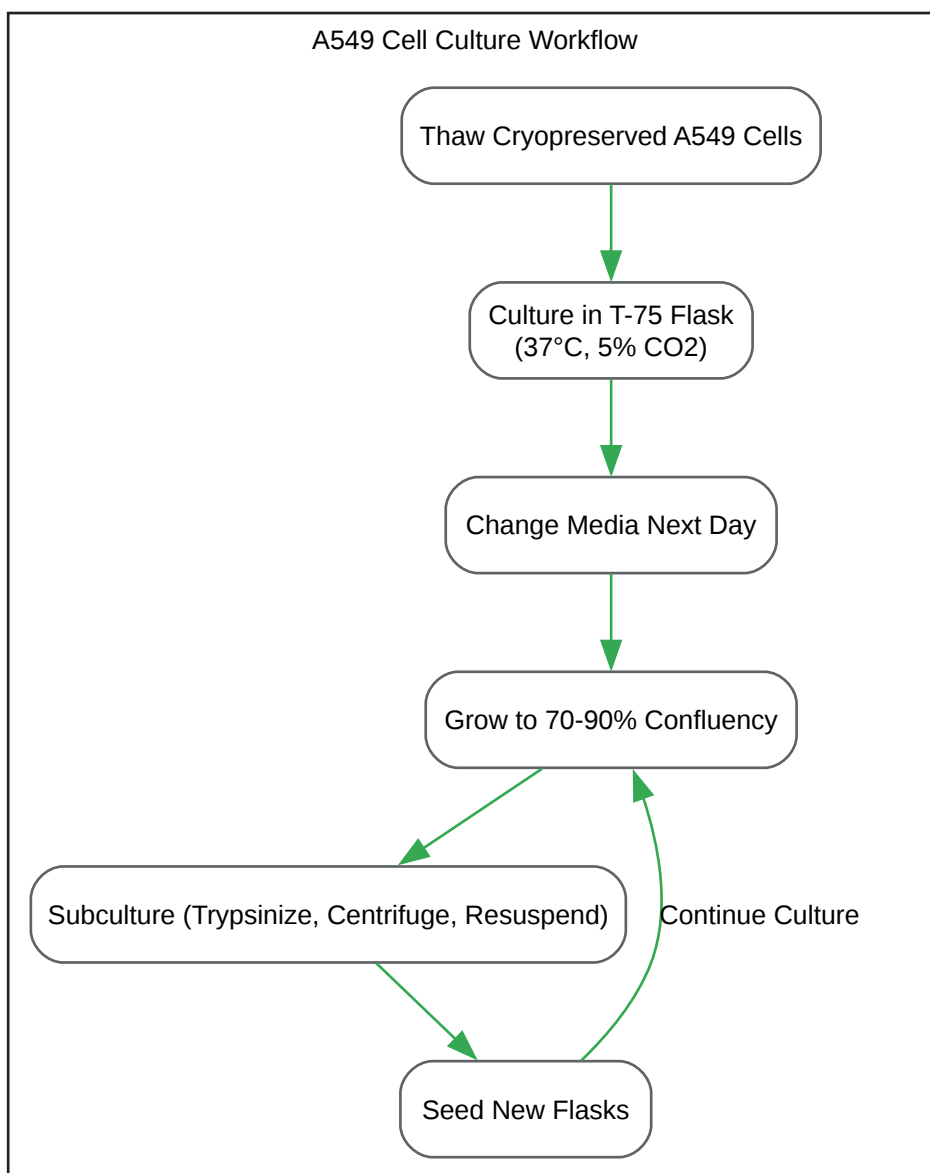 A549 Cell Culture Workflow
Thaw Cryopreserved A549 Cells
Culture in T-75 Flask
(37°C, 5% CO2)
Change Media Next Day
Grow to 70-90% Confluency
Subculture (Trypsinize, Centrifuge, Resuspend)
Continue Culture
Seed New Flasks